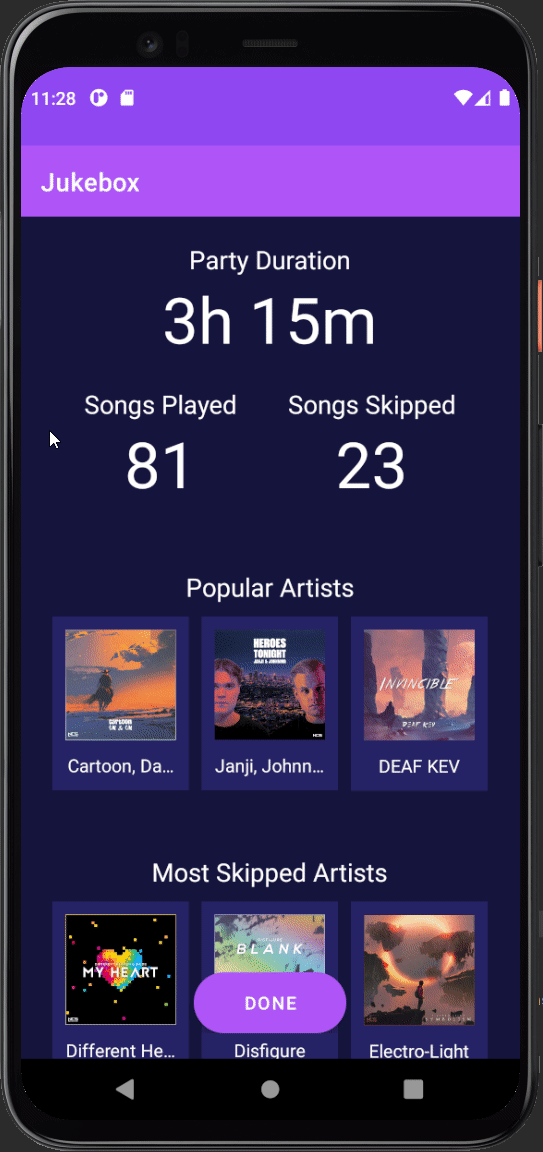 11:28
Jukebox
Party Duration
3h 15m
Songs Played
Songs Skipped
81
23
Popular Artists
HEROES
TONIGHT
INVINCIBLE
DEAF KEV
Cartoon, Da...
Janji, Johnn...
DEAF KEV
Most Skipped Artists
MY HEART
BLANK
DONE
Different He...
Disfigure
Electro-Light